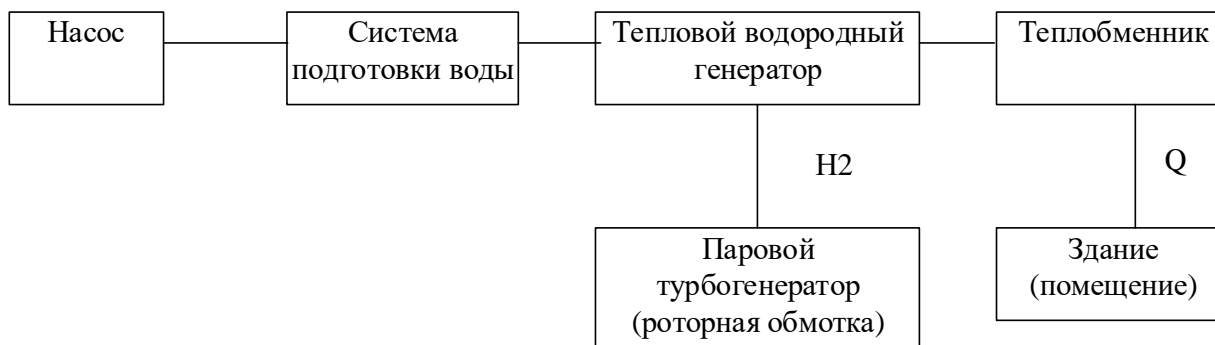 Насос
Система
подготовки воды
Тепловой водородный
генератор
Теплобменник
H2
Q
Паровой
турбогенератор
(роторная обмотка)
Здание
(помещение)